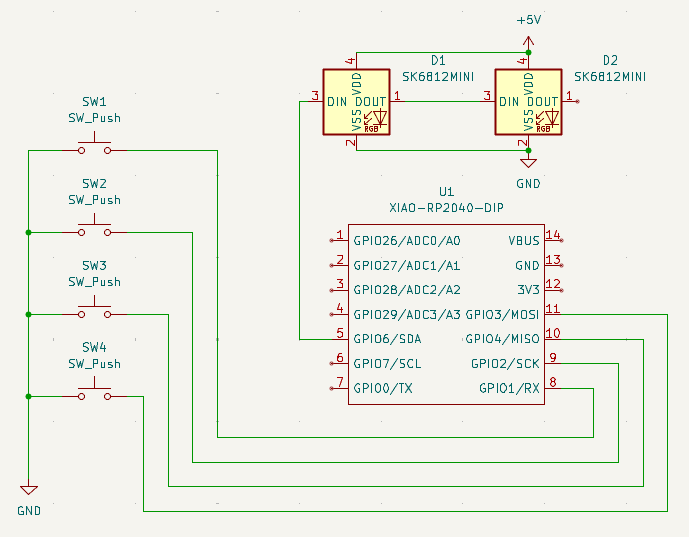 +5V
D1
SK6812MINI
D2
SK6812MINI
4
VDD
3
DIN
DOUT
1
VSS
RGB
2
4
VDD
3
DIN
DOUT
1
VSS
RGB
2
GND
SW1
SW_Push
SW2
SW_Push
SW3
SW_Push
SW4
SW_Push
GND
U1
XIAO-RP2040-DIP
1 GPIO26/ADC0/A0 VBUS 14
2 GPIO27/ADC1/A1 GND 13
3 GPIO28/ADC2/A2 3V3 12
4 GPIO29/ADC3/A3 GPIO3/MOSI 11
5 GPIO6/SDA GPIO4/MISO 10
6 GPIO7/SCL GPIO2/SCK 9
7 GPIO0/TX GPIO1/RX 8